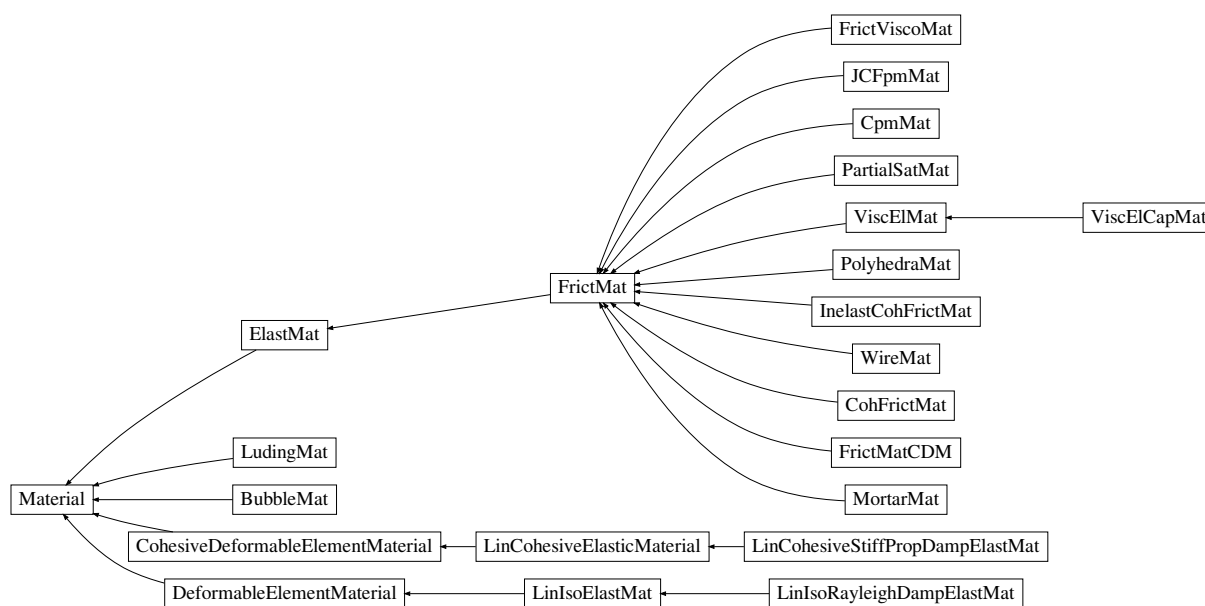 FrictViscoMat
JCFpmMat
CpmMat
PartialSatMat
ViscElMat
ViscElCapMat
PolyhedraMat
FrictMat
InelastCohFrictMat
ElastMat
WireMat
CohFrictMat
LudingMat
FrictMatCDM
Material
BubbleMat
MortarMat
CohesiveDeformableElementMaterial
LinCohesiveElasticMaterial
LinCohesiveStiffPropDampElastMat
DeformableElementMaterial
LinIsoElastMat
LinIsoRayleighDampElastMat